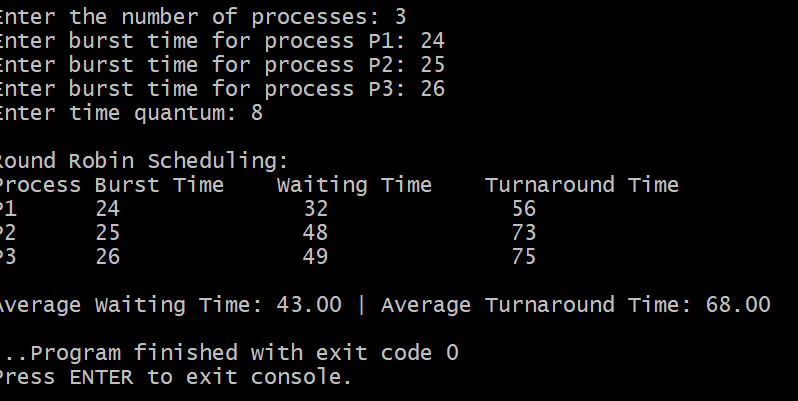 Enter the number of processes: 3
Enter burst time for process P1: 24
Enter burst time for process P2: 25
Enter burst time for process P3: 26
Enter time quantum: 8
Round Robin Scheduling:
Process Burst Time    Waiting Time    Turnaround Time
P1      24              32              56
P2      25              48              73
P3      26              49              75
Average Waiting Time: 43.00 | Average Turnaround Time: 68.00
...Program finished with exit code 0
Press ENTER to exit console.